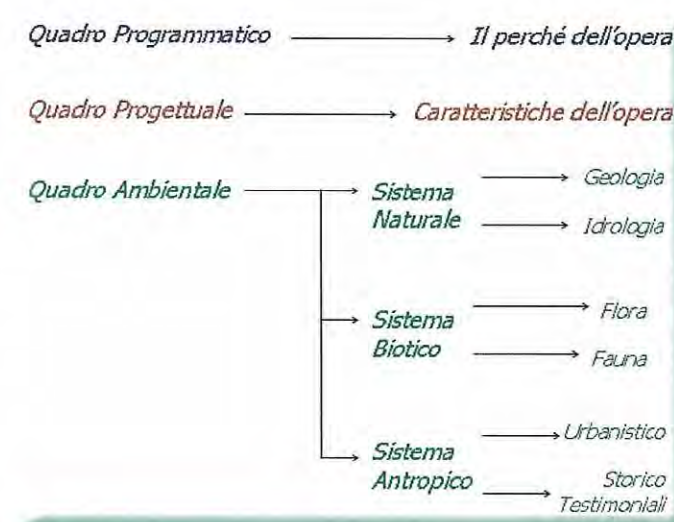 Quadro Programmatico Il perché dell'opera
Quadro Progettuale Caratteristiche dell'opera
Quadro Ambientale
Sistema
Naturale
Geologia
Idrologia
Sistema
Biotico
Flora
Fauna
Sistema
Antropico
Urbanistico
Storico
Testimoniali